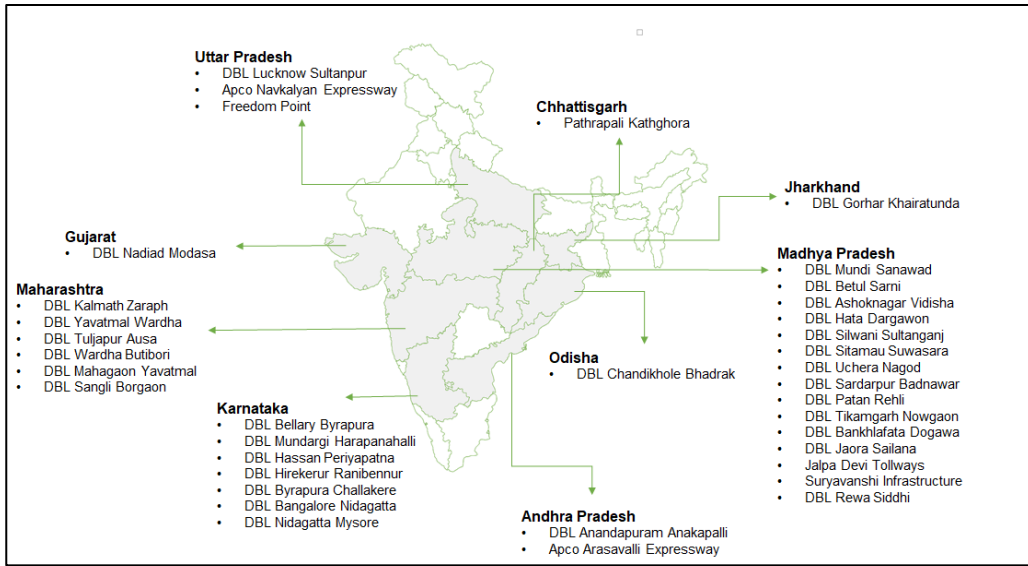 Uttar Pradesh
• DBL Lucknow Sultanpur
• Apco Navkalyan Expressway
• Freedom Point
Chhattisgarh
• Pathrapali Kathghora
Jharkhand
• DBL Gorhar Khairatunda
Gujarat
• DBL Nadiad Modasa
Maharashtra
• DBL Kalmath Zaraph
• DBL Yavatmal Wardha
• DBL Tuljapur Ausa
• DBL Wardha Butibori
• DBL Mahagaon Yavatmal
• DBL Sangli Borgaon
Madhya Pradesh
• DBL Mundi Sanawad
• DBL Betul Sarni
• DBL Ashoknagar Vidisha
• DBL Hata Dargawon
• DBL Silwani Sultanganj
• DBL Sitamau Suwasara
• DBL Uchera Nagod
• DBL Sardarpur Badnawar
• DBL Patan Rehli
• DBL Tikamgarh Nowgaon
• DBL Bankhlafata Dogawa
• DBL Jaora Sailana
• Jalpa Devi Tollways
• Suryavanshi Infrastructure
• DBL Rewa Siddhi
Odisha
• DBL Chandikhole Bhadrak
Karnataka
• DBL Bellary Byrapura
• DBL Mundargi Harapanahalli
• DBL Hassan Periyapatna
• DBL Hirekerur Ranibennur
• DBL Byrapura Challakere
• DBL Bangalore Nidagatta
• DBL Nidagatta Mysore
Andhra Pradesh
• DBL Anandapuram Anakapalli
• Apco Arasavalli Expressway